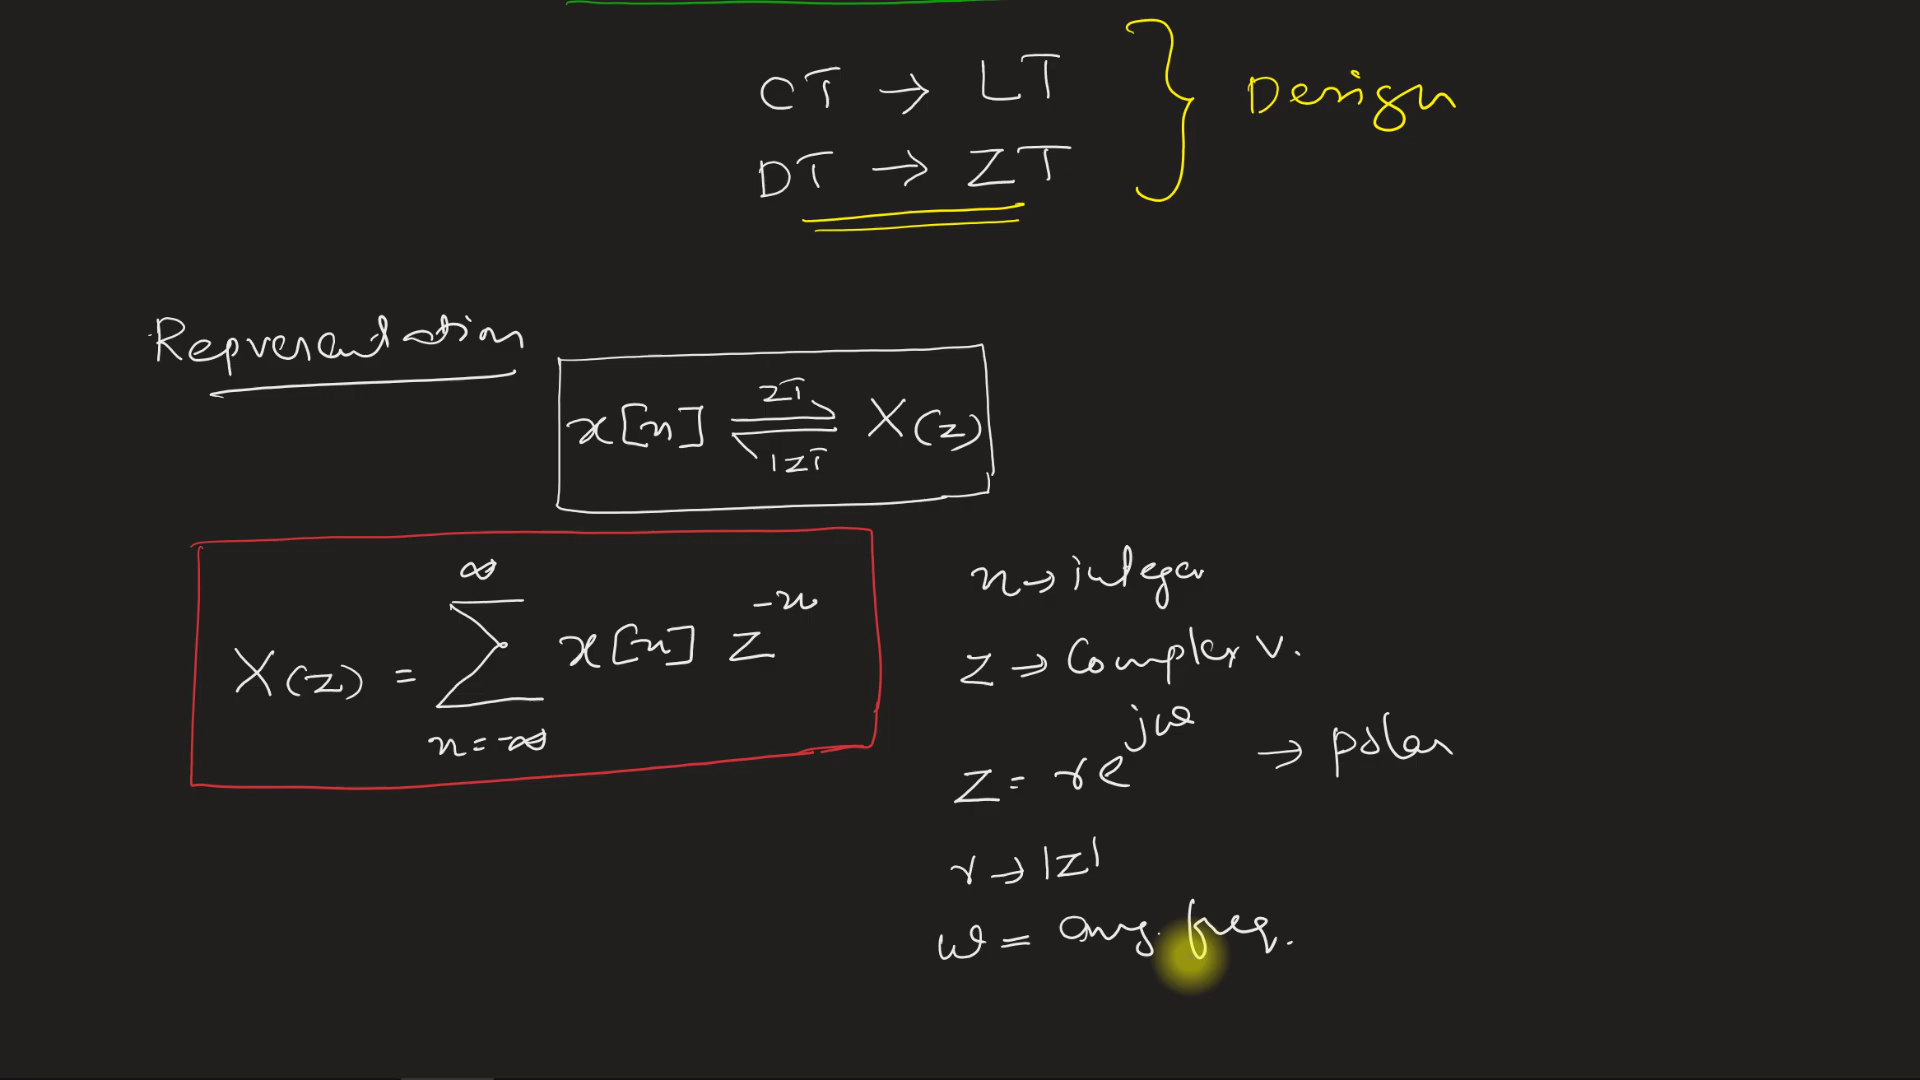 CT → LT
DT → ZT
} Design
Representation
x[n] ZT ⇌ IZT X(z)
X(z) = ∞ ∑ n=-∞ x[n] z^-n
n → integer
z → Complex v.
z = re^jω → polar
r → |z|
ω = ang. freq.